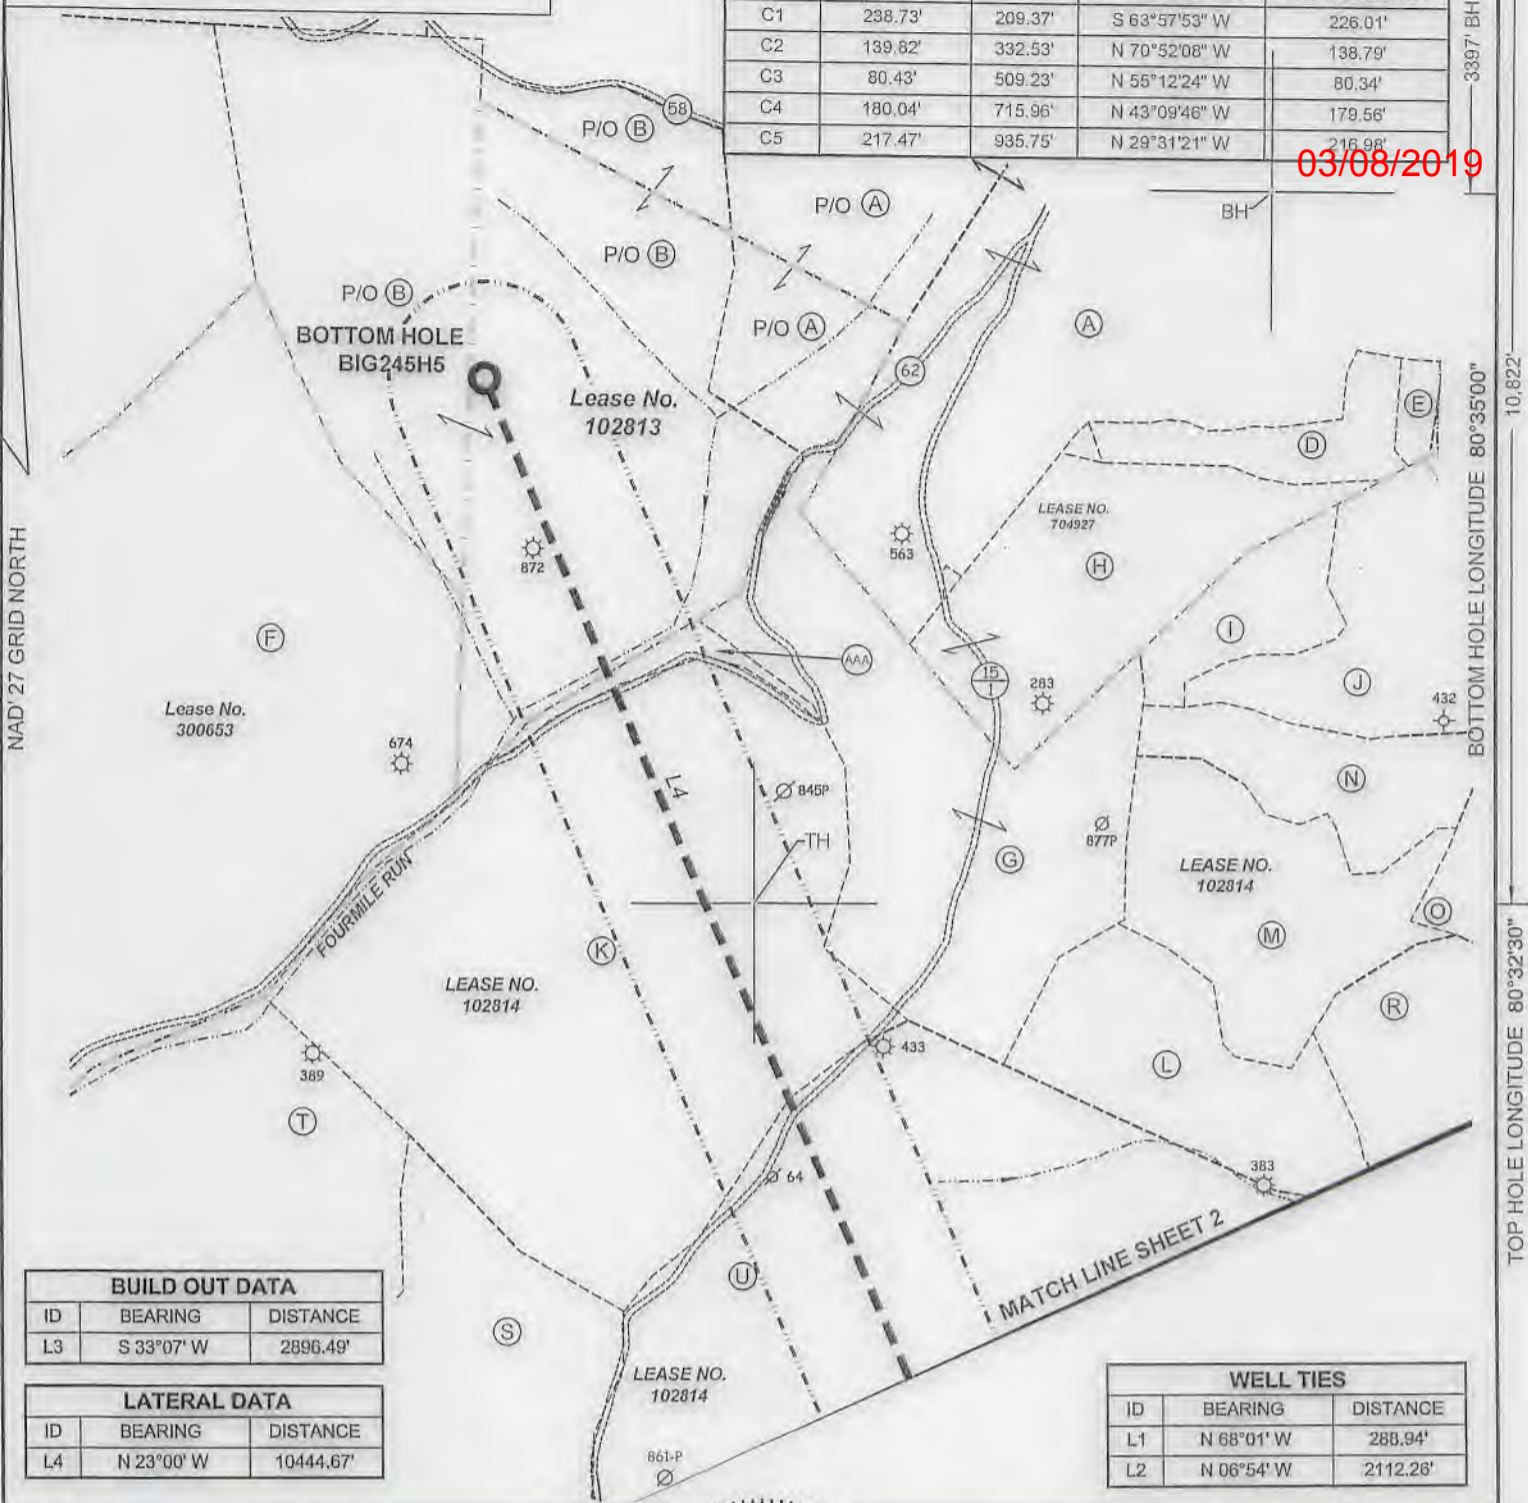 C1 238.73' 209.37' S 63°57'53" W 226.01'
C2 139.82' 332.53' N 70°52'08" W 138.79'
C3 80.43' 509.23' N 55°12'24" W 80.34'
C4 180.04' 715.96' N 43°09'46" W 179.56'
C5 217.47' 935.75' N 29°31'21" W 216.98'
03/08/2019
3397' BH
58
P/O B
P/O A
BH
P/O B
P/O B
P/O A
A
BOTTOM HOLE
BIG245H5
62
Lease No.
102813
E
D
BOTTOM HOLE LONGITUDE 80°35'00"
10,822'
LEASE NO.
704927
563
872
H
NAD'27 GRID NORTH
F
I
AAA
15
1
283
J
432
Lease No.
300653
674
L4
845P
N
TH
877P
G
LEASE NO.
102814
FOURMILE RUN
O
K
M
LEASE NO.
102814
R
433
389
L
T
64
383
TOP HOLE LONGITUDE 80°32'30"
MATCH LINE SHEET 2
U
S
BUILD OUT DATA
ID BEARING DISTANCE
L3 S 33°07' W 2896.49'
LEASE NO.
102814
LATERAL DATA
ID BEARING DISTANCE
L4 N 23°00' W 10444.67'
861-P
WELL TIES
ID BEARING DISTANCE
L1 N 68°01' W 288.94'
L2 N 06°54' W 2112.26'